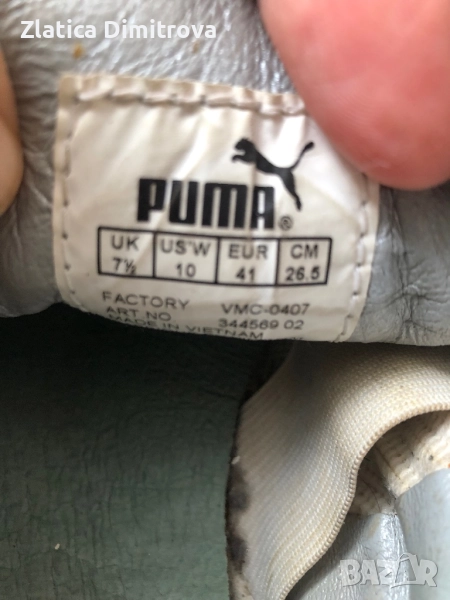 Zlatica Dimitrova
PUMA®
UK US'W EUR CM
7½ 10 41 26.5
FACTORY VMC-0407
ART.NO 344569 02
MADE IN VIETNAM
BAZAR